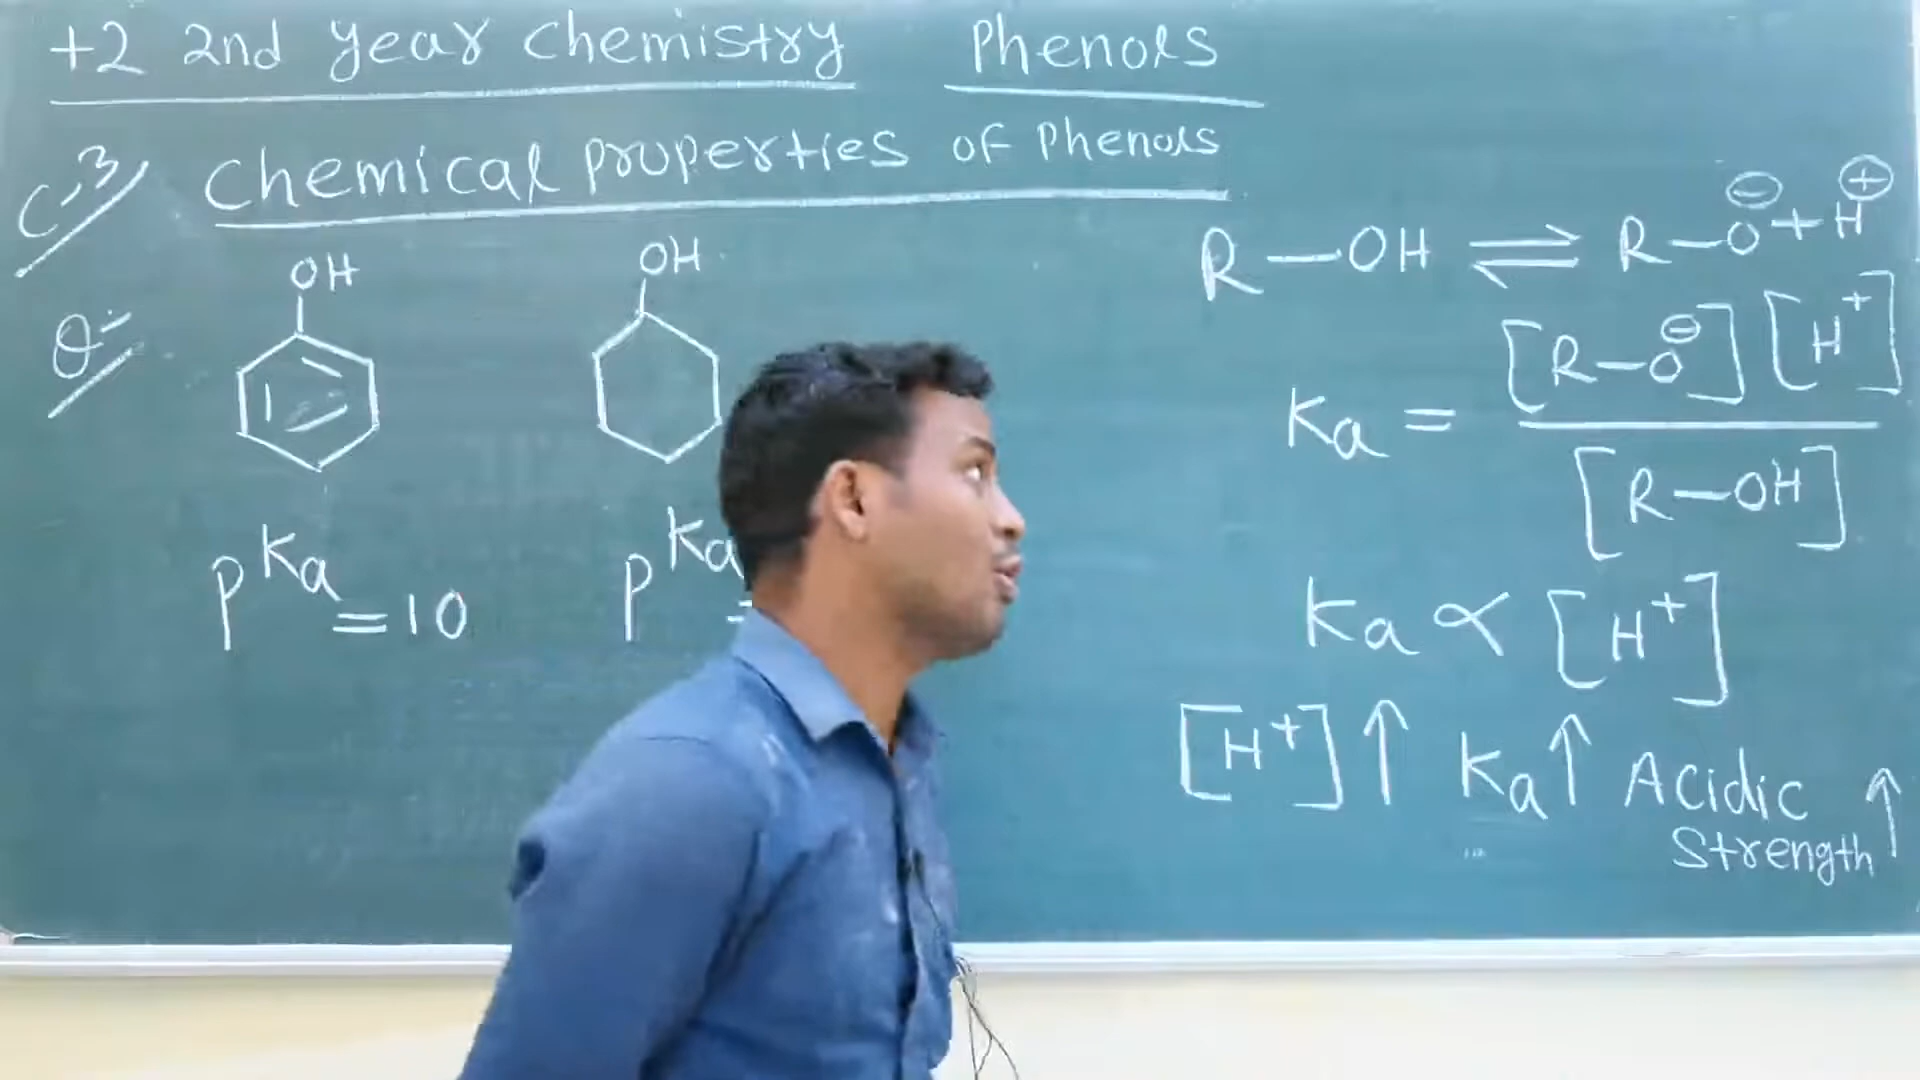 +2 2nd year chemistry Phenols
C-3 Chemical properties of Phenols
Q:-
OH
OH
pKa = 10
pKa =
R—OH ⇌ R—O⊖ + H⊕
Ka = [R—O⊖] [H+] / [R—OH]
Ka ∝ [H+]
[H+] ↑ Ka ↑ Acidic Strength ↑